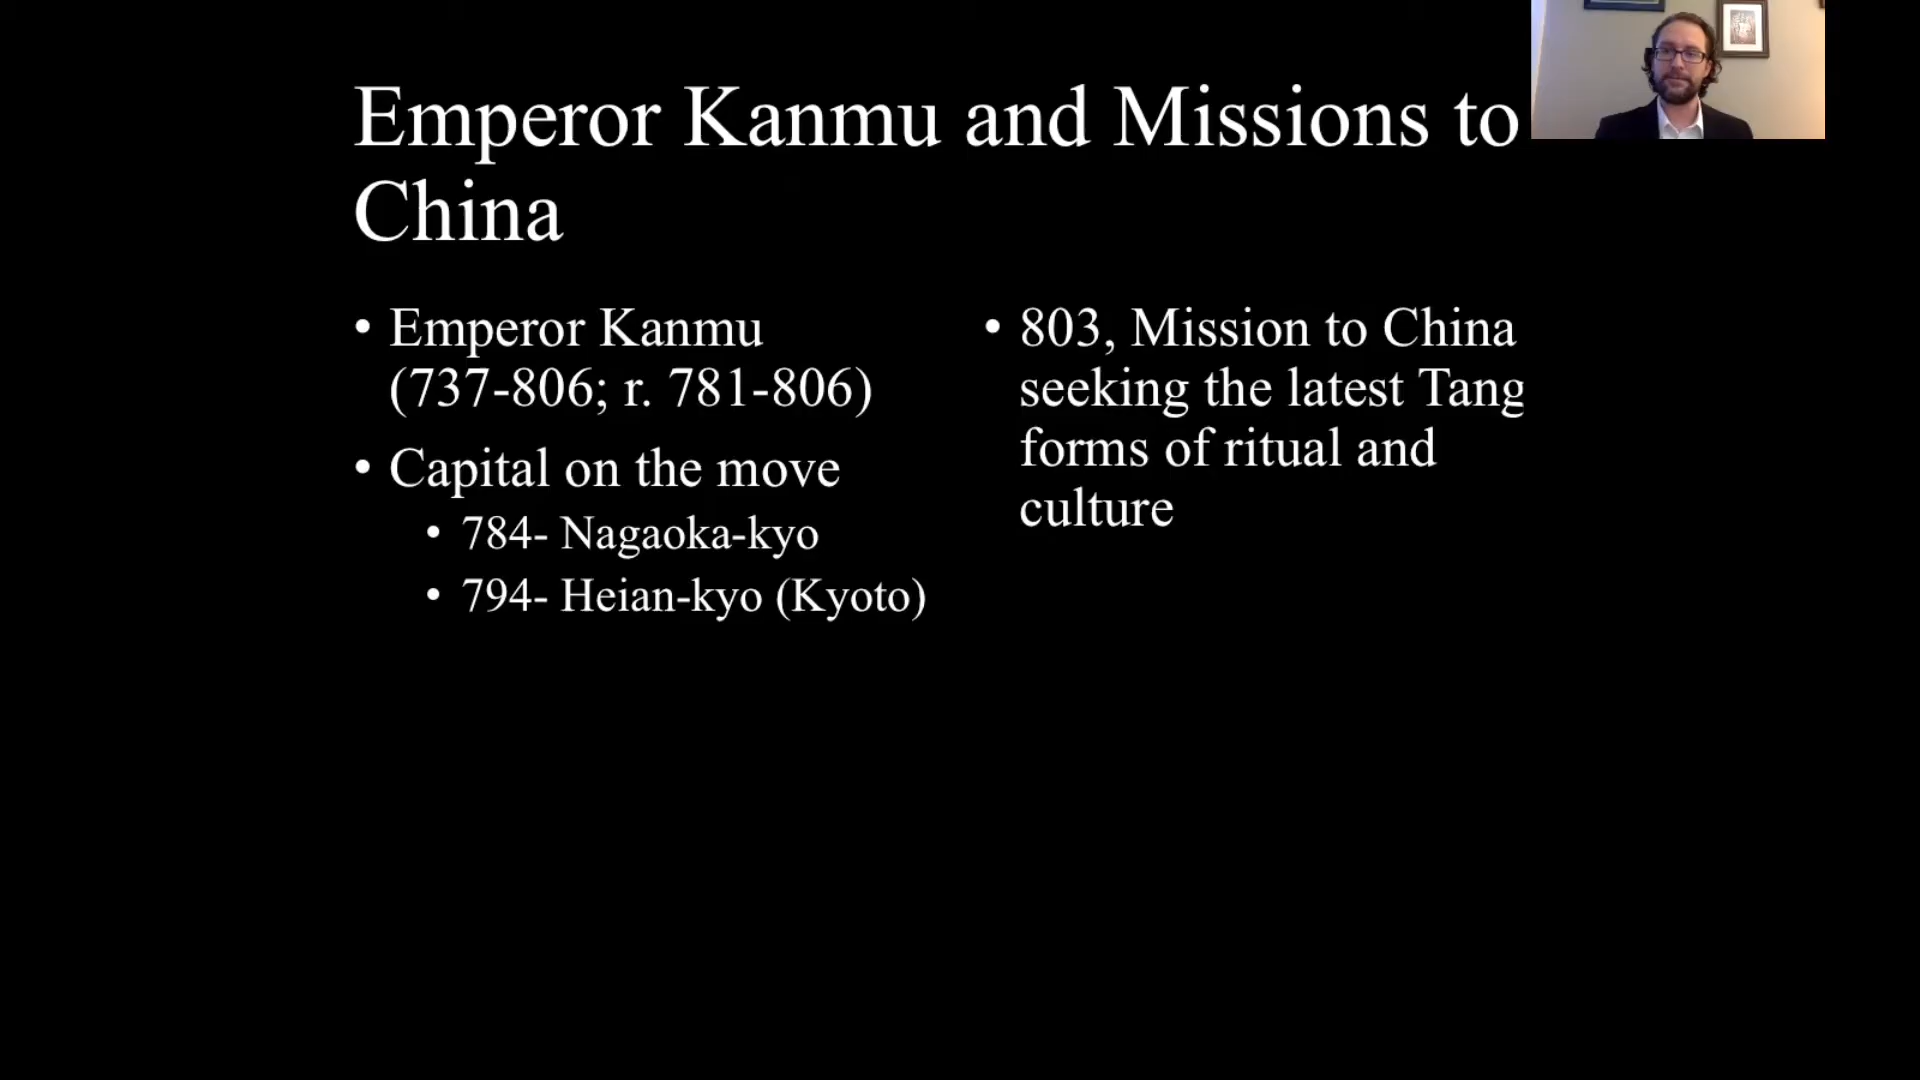 Emperor Kanmu and Missions to
China
• Emperor Kanmu
(737-806; r. 781-806)
• Capital on the move
• 784- Nagaoka-kyo
• 794- Heian-kyo (Kyoto)
• 803, Mission to China
seeking the latest Tang
forms of ritual and
culture